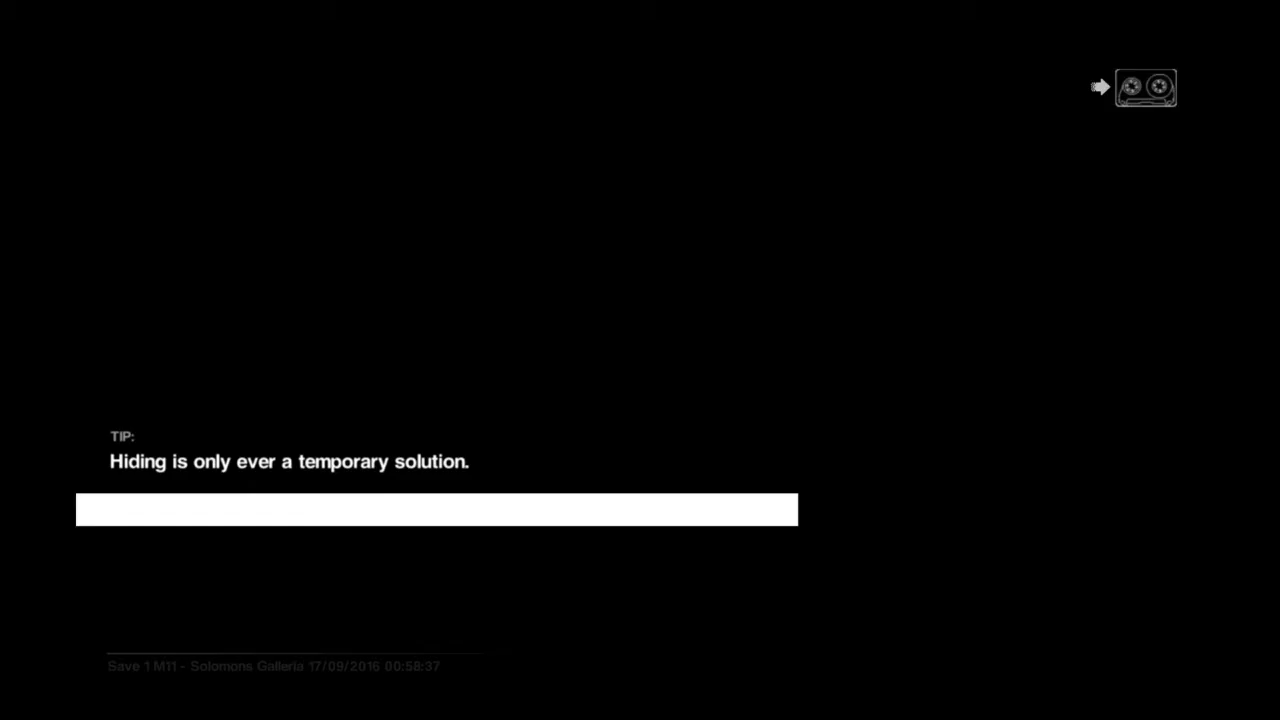 TIP:
Hiding is only ever a temporary solution.
Save 1 M11 - Solomons Galleria 17/09/2016 00:58:37